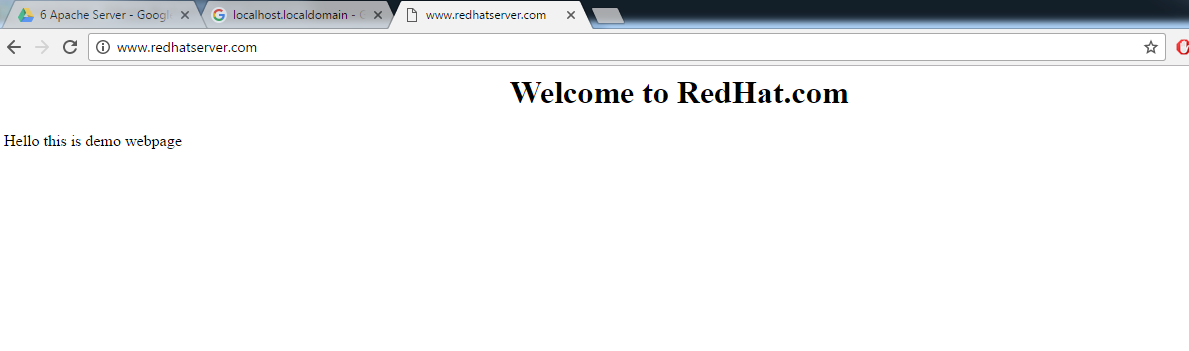 6 Apache Server - Googl
localhost.localdomain - G
www.redhatserver.com
www.redhatserver.com
Welcome to RedHat.com
Hello this is demo webpage